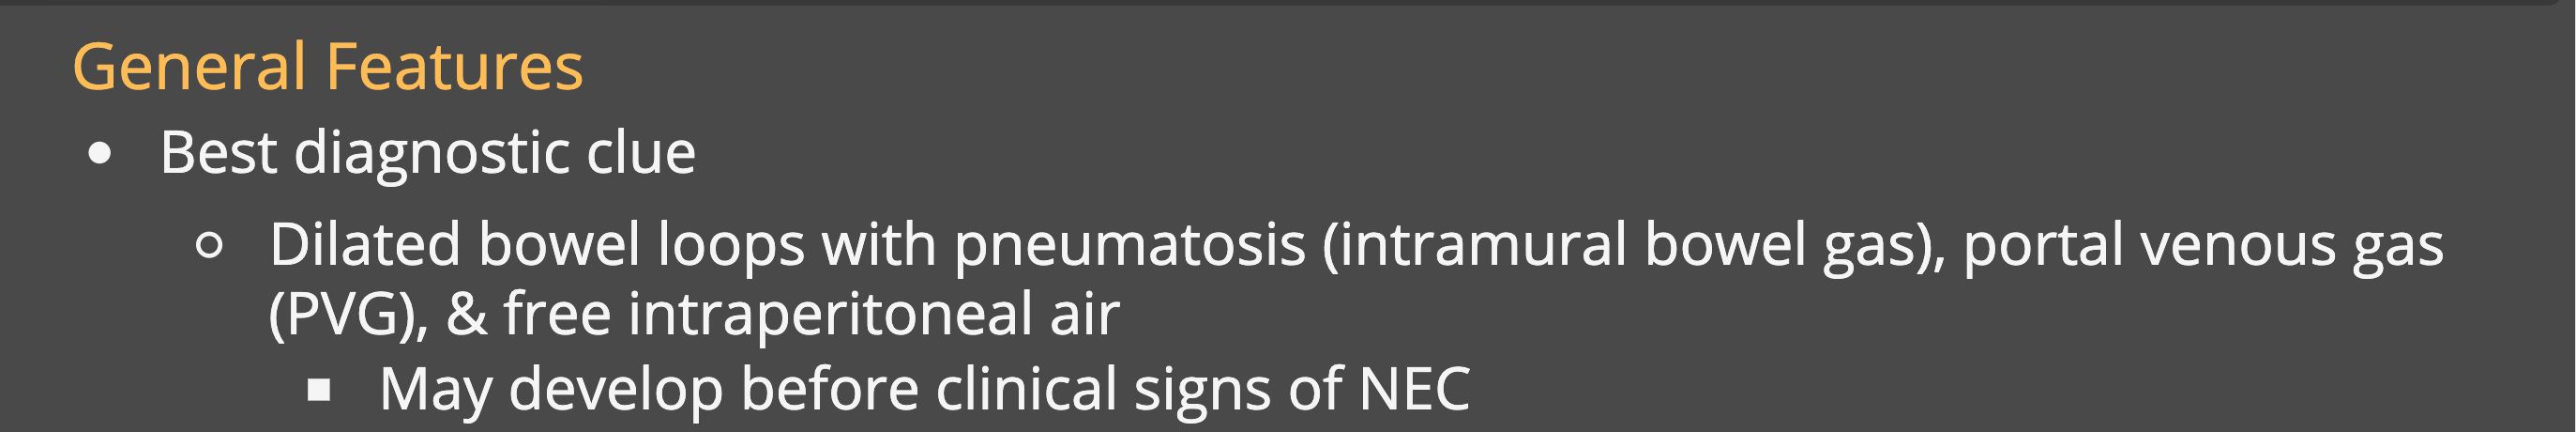 General Features
● Best diagnostic clue
○ Dilated bowel loops with pneumatosis (intramural bowel gas), portal venous gas
(PVG), & free intraperitoneal air
■ May develop before clinical signs of NEC